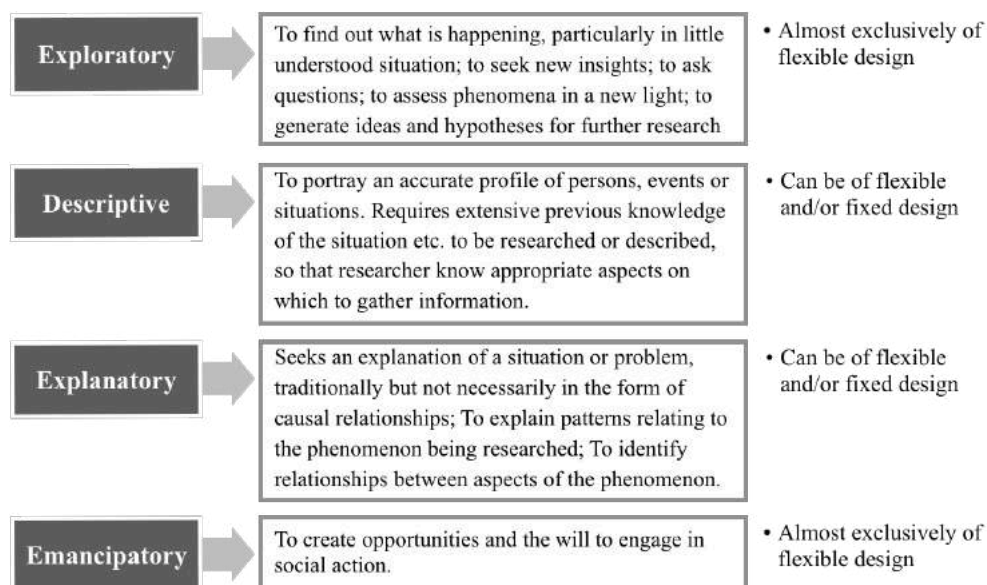 Exploratory
To find out what is happening, particularly in little
understood situation; to seek new insights; to ask
questions; to assess phenomena in a new light; to
generate ideas and hypotheses for further research
• Almost exclusively of
flexible design
Descriptive
To portray an accurate profile of persons, events or
situations. Requires extensive previous knowledge
of the situation etc. to be researched or described,
so that researcher know appropriate aspects on
which to gather information.
• Can be of flexible
and/or fixed design
Explanatory
Seeks an explanation of a situation or problem,
traditionally but not necessarily in the form of
causal relationships; To explain patterns relating to
the phenomenon being researched; To identify
relationships between aspects of the phenomenon.
• Can be of flexible
and/or fixed design
Emancipatory
To create opportunities and the will to engage in
social action.
• Almost exclusively of
flexible design